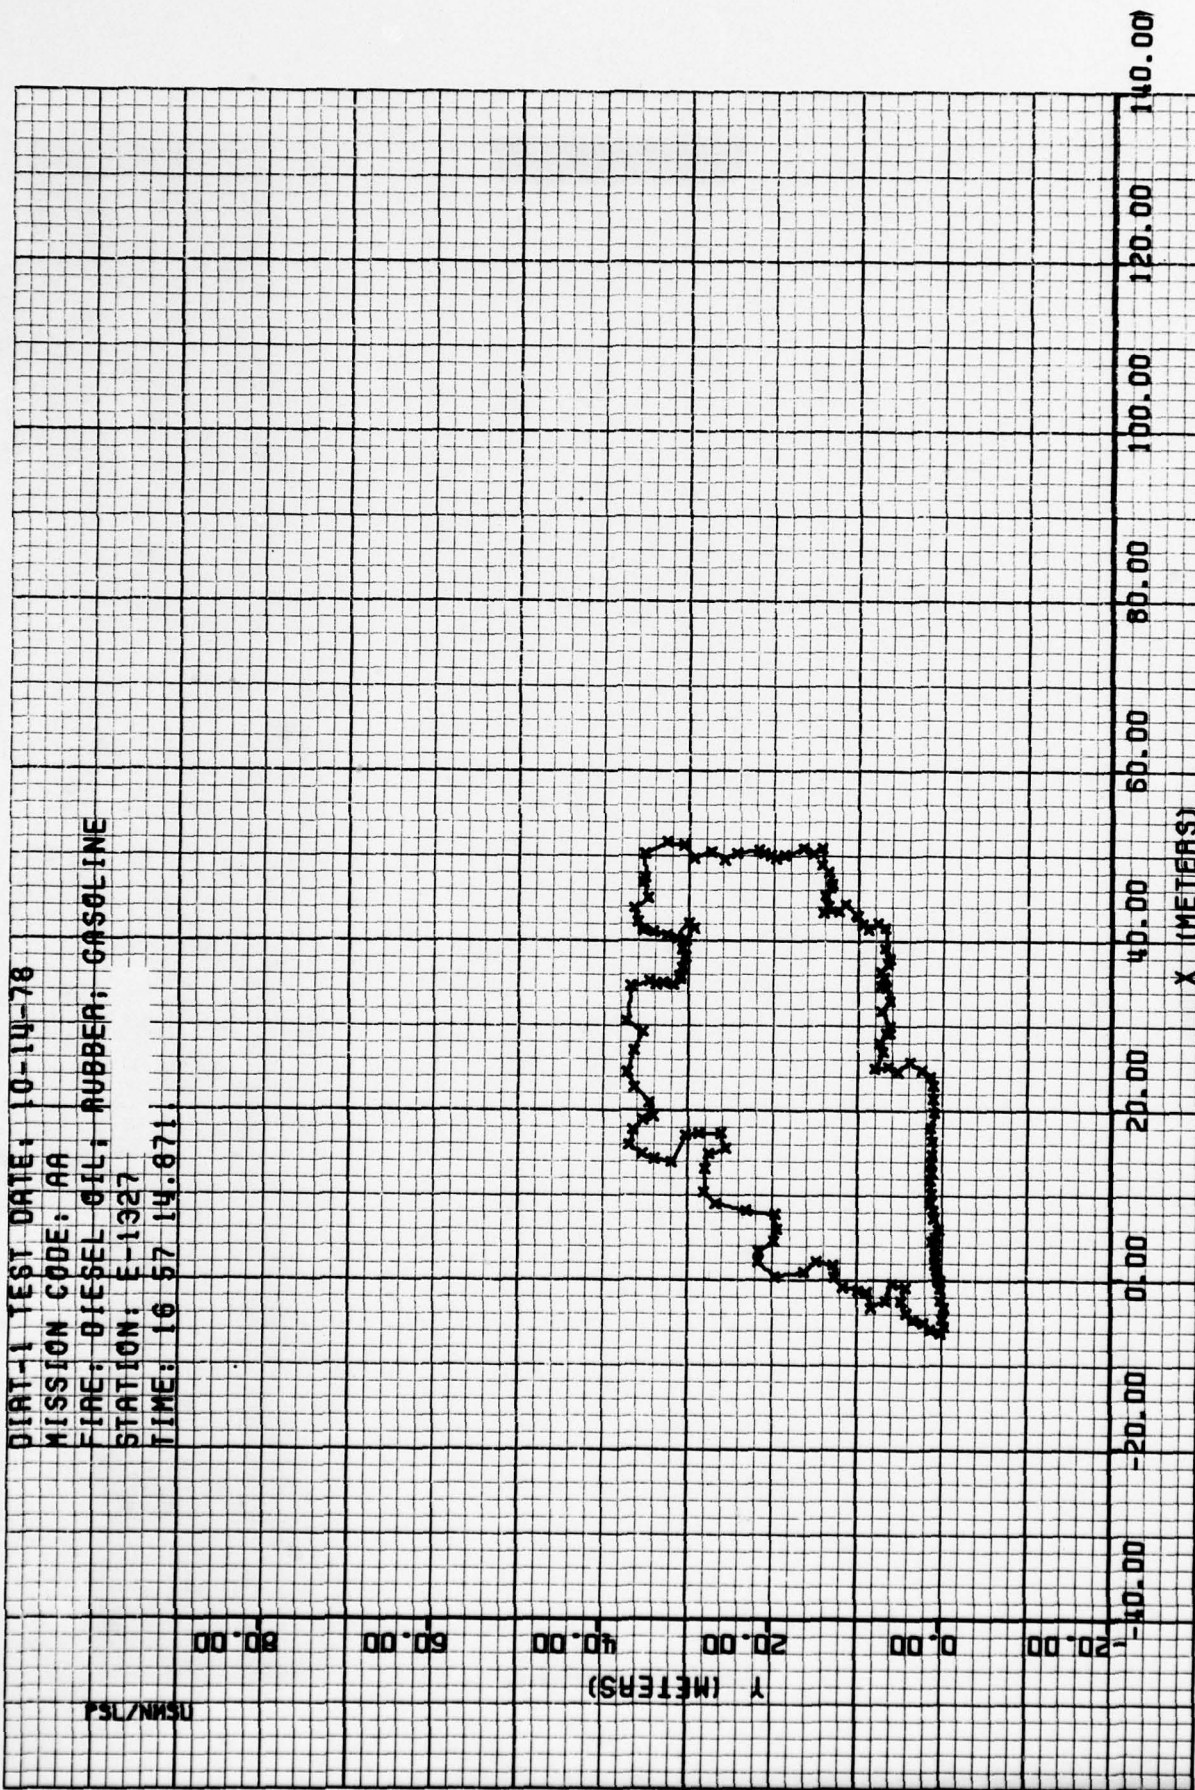 DIRT-1 TEST DATE: 10-14-78
MISSION CODE: AA
FIRE: DIESEL OIL; RUBBER; GASOLINE
STATION: E-1327
TIME: 16 57 14.871
PSL/NMSU
Y (METERS)
80.00
60.00
40.00
20.00
0.00
-20.00
-40.00
-20.00
0.00
20.00
40.00
60.00
80.00
100.00
120.00
140.00
X (METERS)